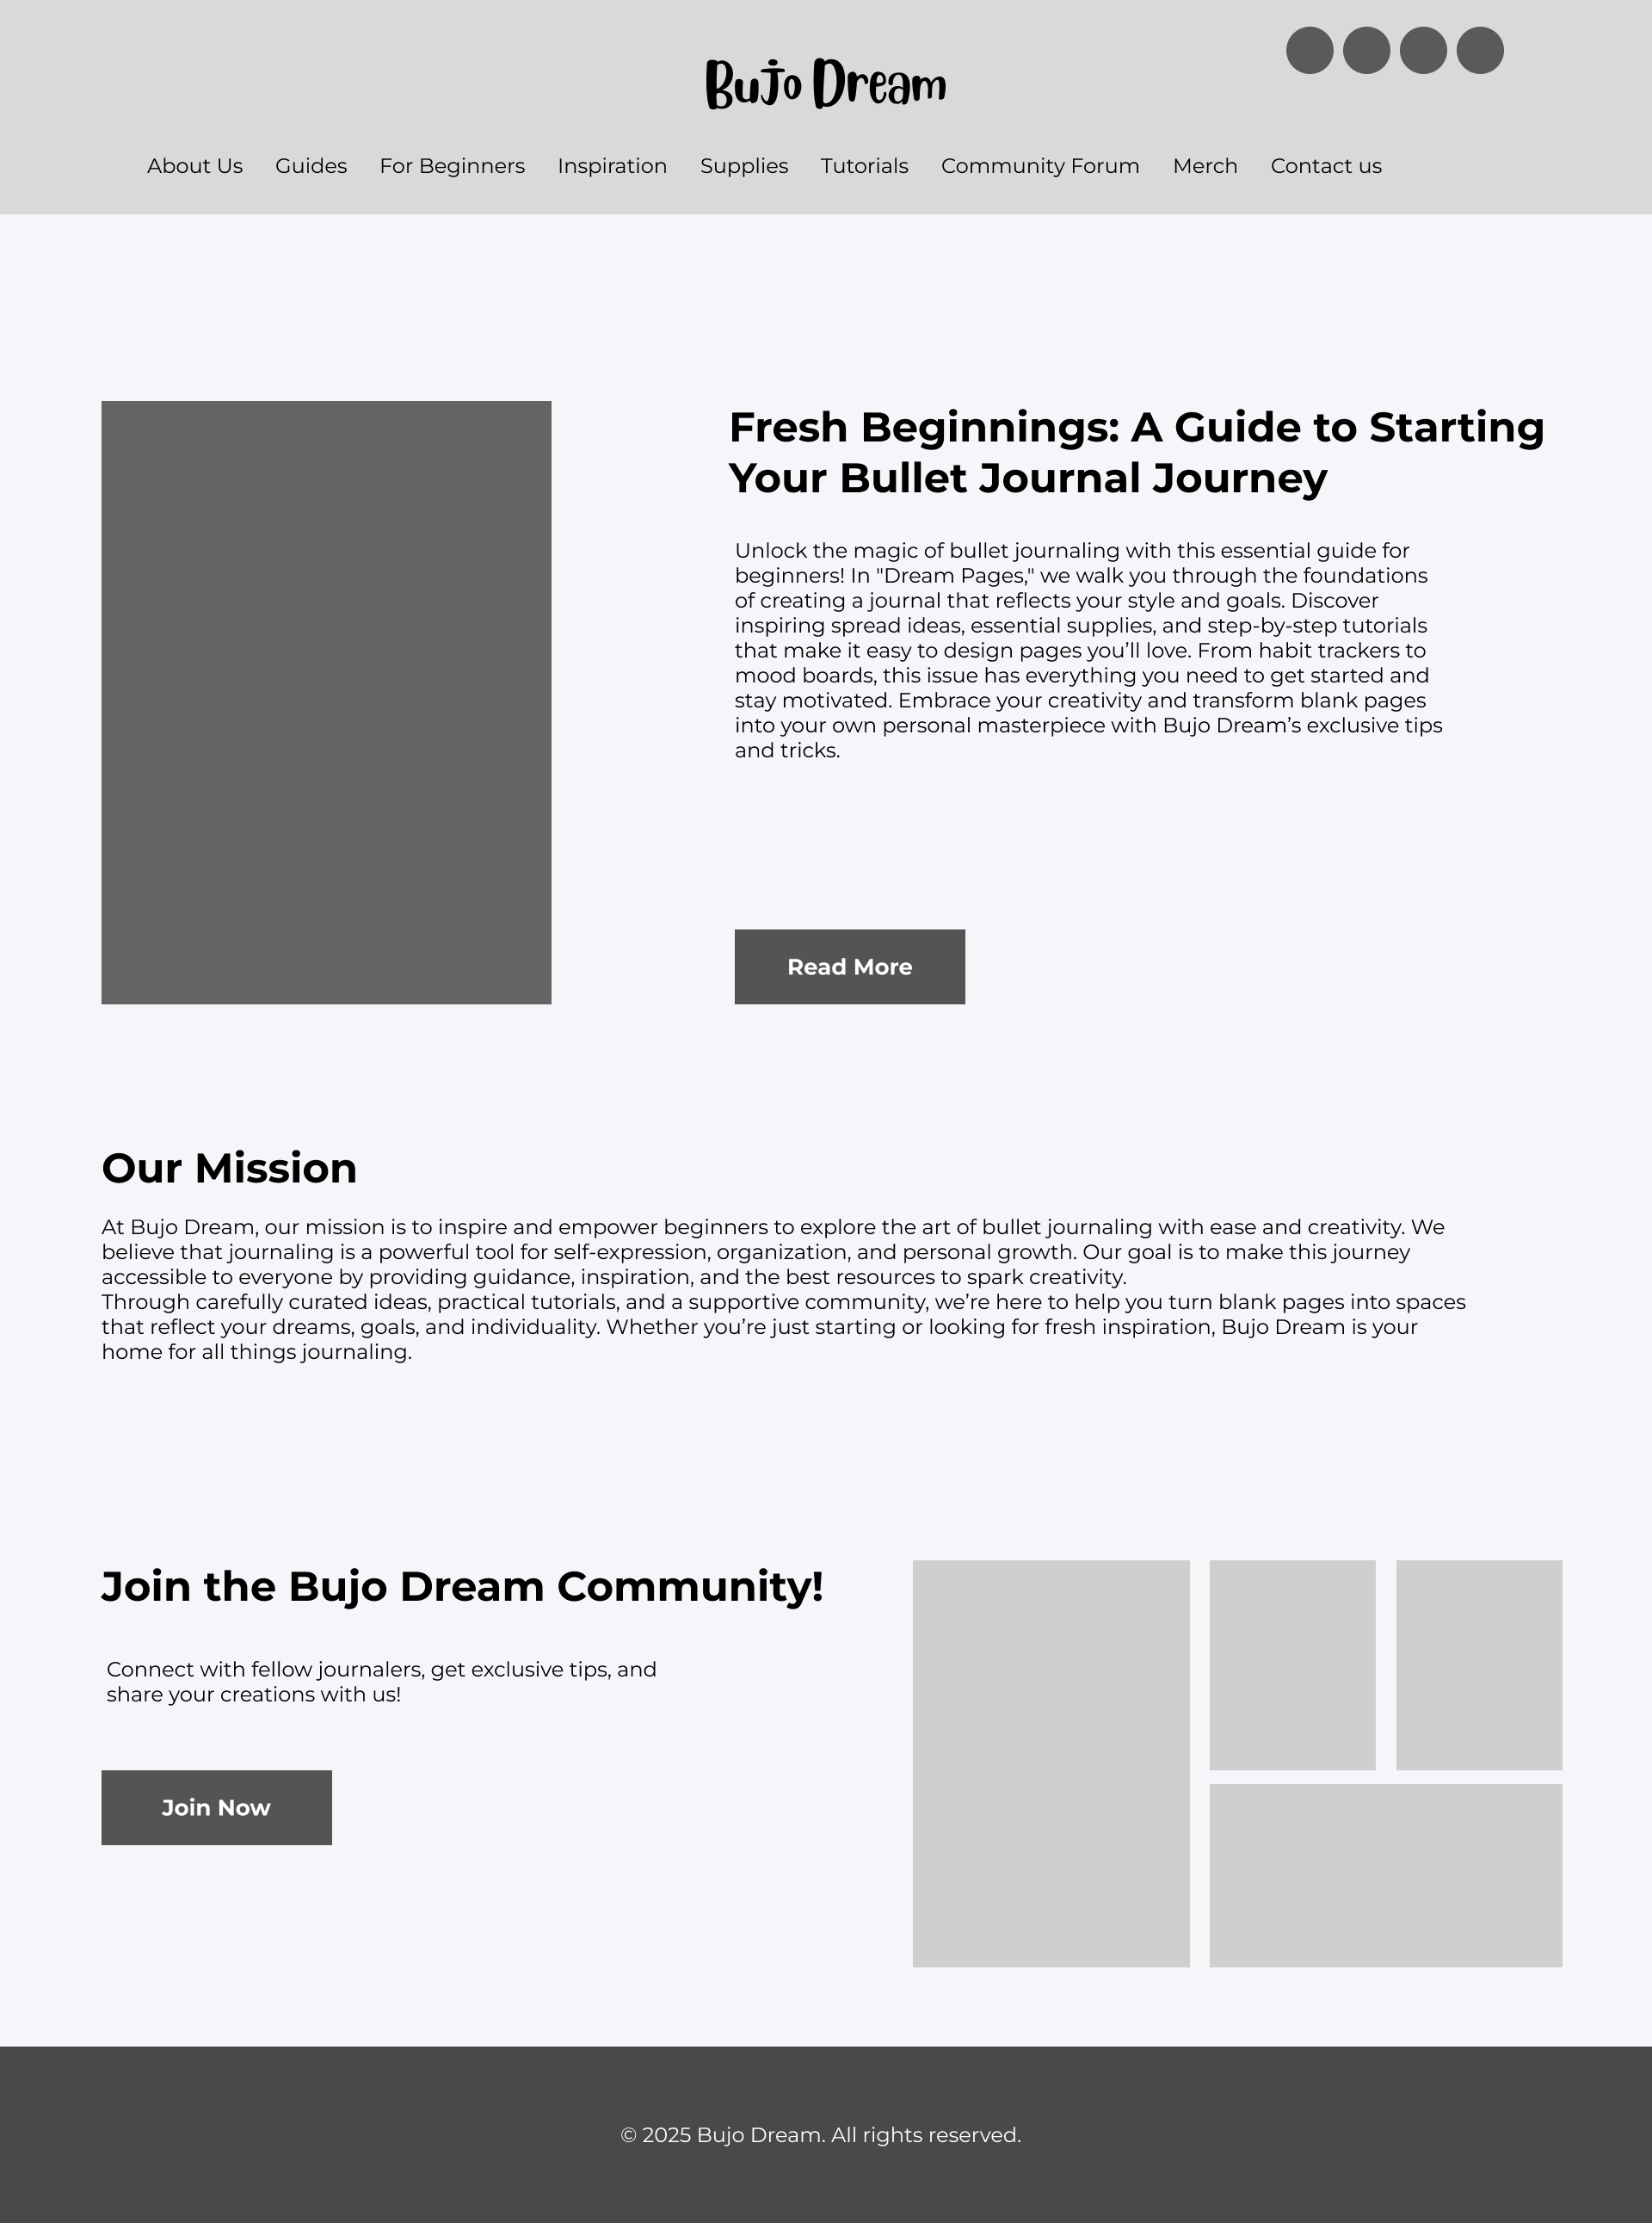 Bujo Dream
About Us Guides For Beginners Inspiration Supplies Tutorials Community Forum Merch Contact us
Fresh Beginnings: A Guide to Starting
Your Bullet Journal Journey
Unlock the magic of bullet journaling with this essential guide for
beginners! In "Dream Pages," we walk you through the foundations
of creating a journal that reflects your style and goals. Discover
inspiring spread ideas, essential supplies, and step-by-step tutorials
that make it easy to design pages you’ll love. From habit trackers to
mood boards, this issue has everything you need to get started and
stay motivated. Embrace your creativity and transform blank pages
into your own personal masterpiece with Bujo Dream’s exclusive tips
and tricks.
Read More
Our Mission
At Bujo Dream, our mission is to inspire and empower beginners to explore the art of bullet journaling with ease and creativity. We
believe that journaling is a powerful tool for self-expression, organization, and personal growth. Our goal is to make this journey
accessible to everyone by providing guidance, inspiration, and the best resources to spark creativity.
Through carefully curated ideas, practical tutorials, and a supportive community, we’re here to help you turn blank pages into spaces
that reflect your dreams, goals, and individuality. Whether you’re just starting or looking for fresh inspiration, Bujo Dream is your
home for all things journaling.
Join the Bujo Dream Community!
Connect with fellow journalers, get exclusive tips, and
share your creations with us!
Join Now
© 2025 Bujo Dream. All rights reserved.